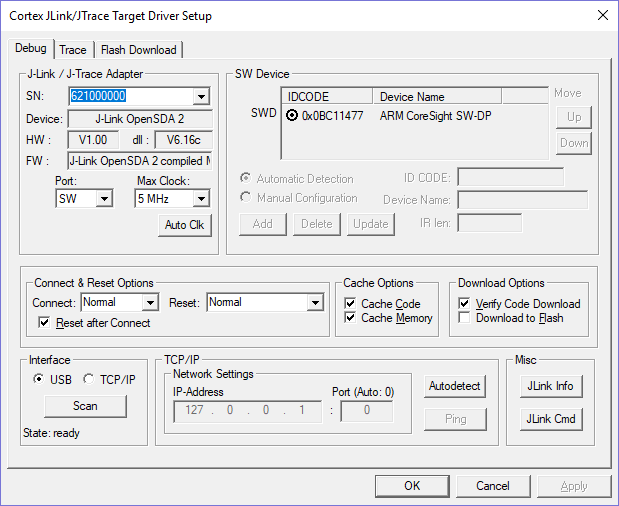 Cortex JLink/JTrace Target Driver Setup
Debug Trace Flash Download
J-Link / J-Trace Adapter
SN: 621000000
Device: J-Link OpenSDA 2
HW : V1.00 dll : V6.16c
FW : J-Link OpenSDA 2 compiled M
Port: Max Clock:
SW 5 MHz
Auto Clk
SW Device
IDCODE Device Name Move
SWD 0x0BC11477 ARM CoreSight SW-DP Up
Down
Automatic Detection ID CODE:
Manual Configuration Device Name:
Add Delete Update IR len:
Connect & Reset Options
Connect: Normal Reset: Normal
Reset after Connect
Cache Options
Cache Code
Cache Memory
Download Options
Verify Code Download
Download to Flash
Interface
USB TCP/IP
Scan
State: ready
TCP/IP
Network Settings
IP-Address Port (Auto: 0)
127 . 0 . 0 . 1 : 0
Autodetect
Ping
Misc
JLink Info
JLink Cmd
OK Cancel Apply